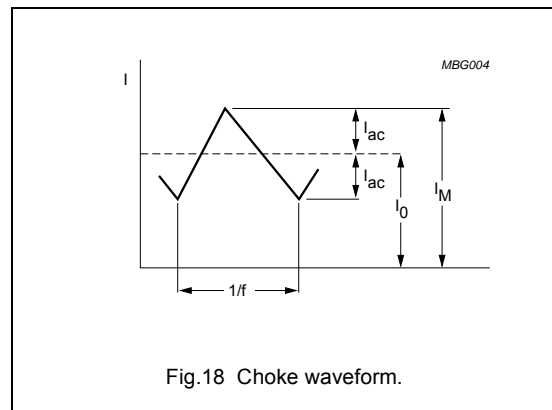 MBG004
I
I_ac
I_ac
I_0
I_M
1/f
Fig.18 Choke waveform.